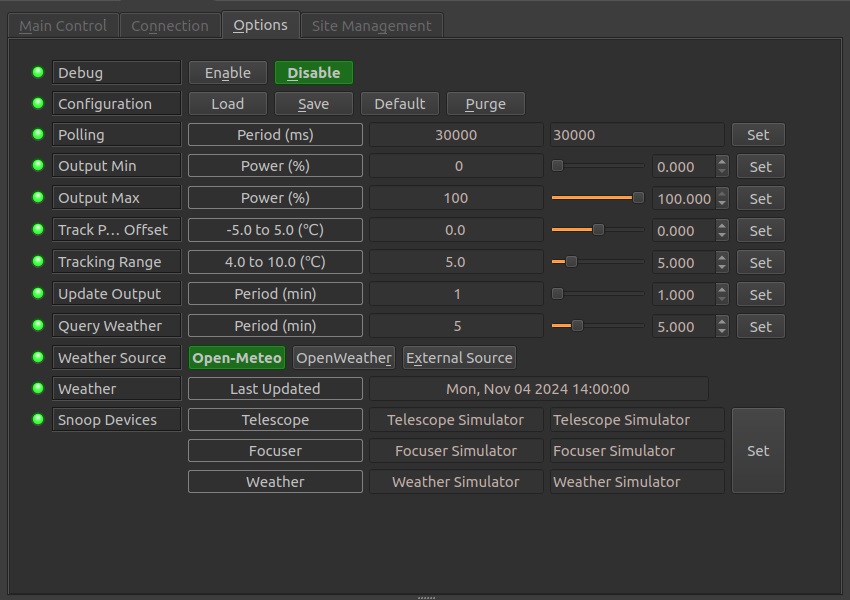 Main Control Connection Options Site Management
Debug Enable Disable
Configuration Load Save Default Purge
Polling Period (ms) 30000 30000 Set
Output Min Power (%) 0 0.000 Set
Output Max Power (%) 100 100.000 Set
Track P... Offset -5.0 to 5.0 (°C) 0.0 0.000 Set
Tracking Range 4.0 to 10.0 (°C) 5.0 5.000 Set
Update Output Period (min) 1 1.000 Set
Query Weather Period (min) 5 5.000 Set
Weather Source Open-Meteo OpenWeather External Source
Weather Last Updated Mon, Nov 04 2024 14:00:00
Snoop Devices Telescope Telescope Simulator Telescope Simulator
Focuser Focuser Simulator Focuser Simulator Set
Weather Weather Simulator Weather Simulator